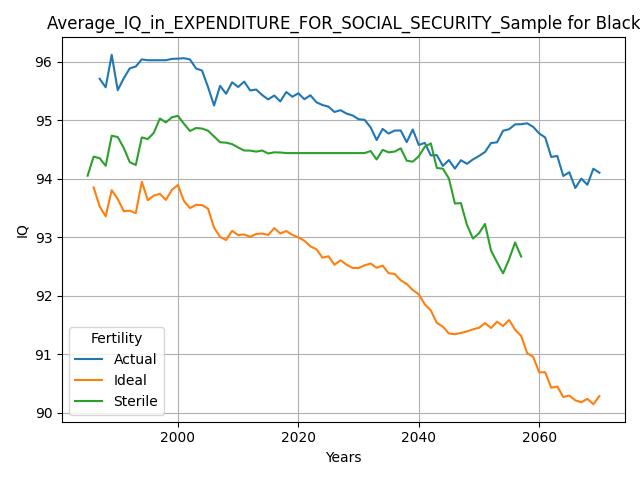 Average_IQ_in_EXPENDITURE_FOR_SOCIAL_SECURITY_Sample for Black
96
95
94
93
92
91
90
IQ
Fertility
Actual
Ideal
Sterile
2000
2020
2040
2060
Years